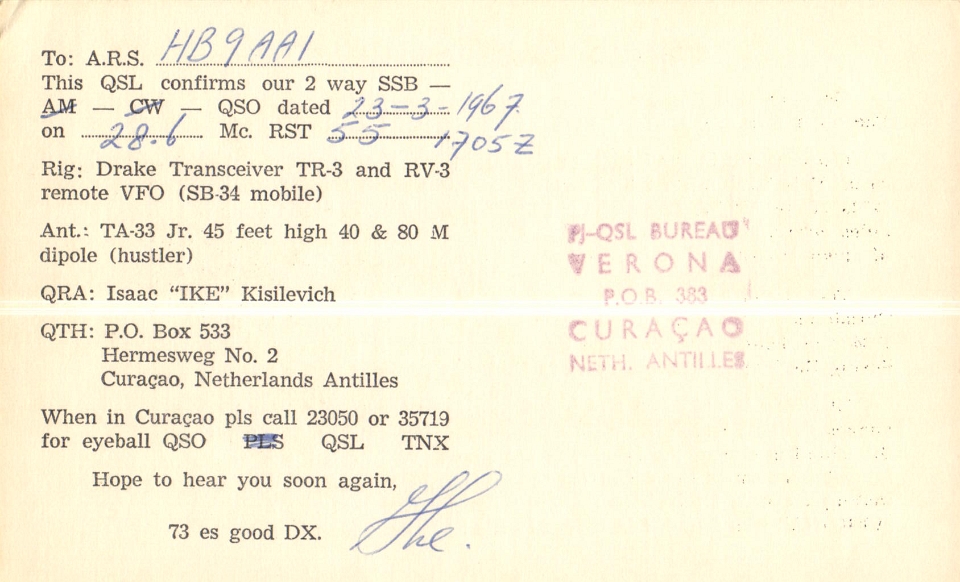 To: A.R.S. HB9AAI
This QSL confirms our 2 way SSB —
AM — CW — QSO dated 23-3-1967
on 28.6 Mc. RST 55 1705Z
Rig: Drake Transceiver TR-3 and RV-3
remote VFO (SB-34 mobile)
Ant.: TA-33 Jr. 45 feet high 40 & 80 M
dipole (hustler)
QRA: Isaac “IKE” Kisilevich
QTH: P.O. Box 533
Hermesweg No. 2
Curaçao, Netherlands Antilles
When in Curaçao pls call 23050 or 35719
for eyeball QSO PLS QSL TNX
Hope to hear you soon again,
73 es good DX.
Ike.
PJ-QSL BUREAU
VERONA
P.O.B. 383
CURAÇAO
NETH. ANTILLES